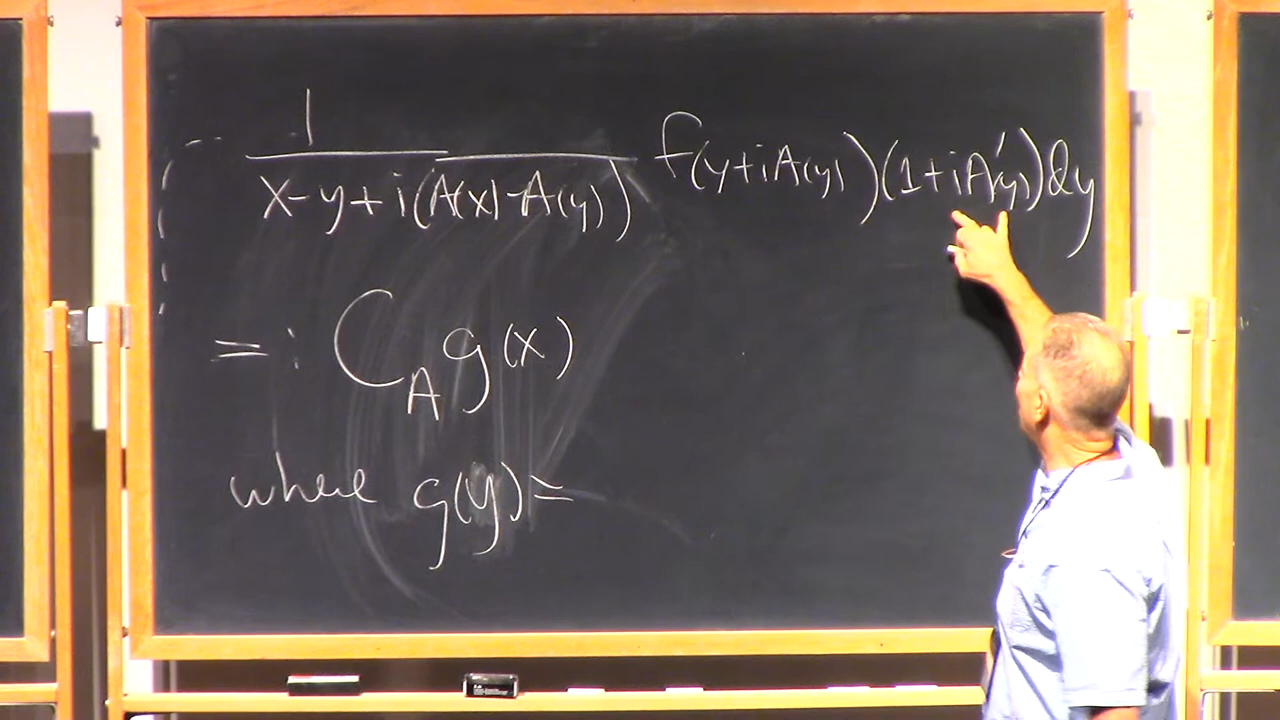 1
x-y+i(A(x)-A(y)) f(y+iA(y))(1+iA'(y))dy
= i C_A g(x)
where g(y)=